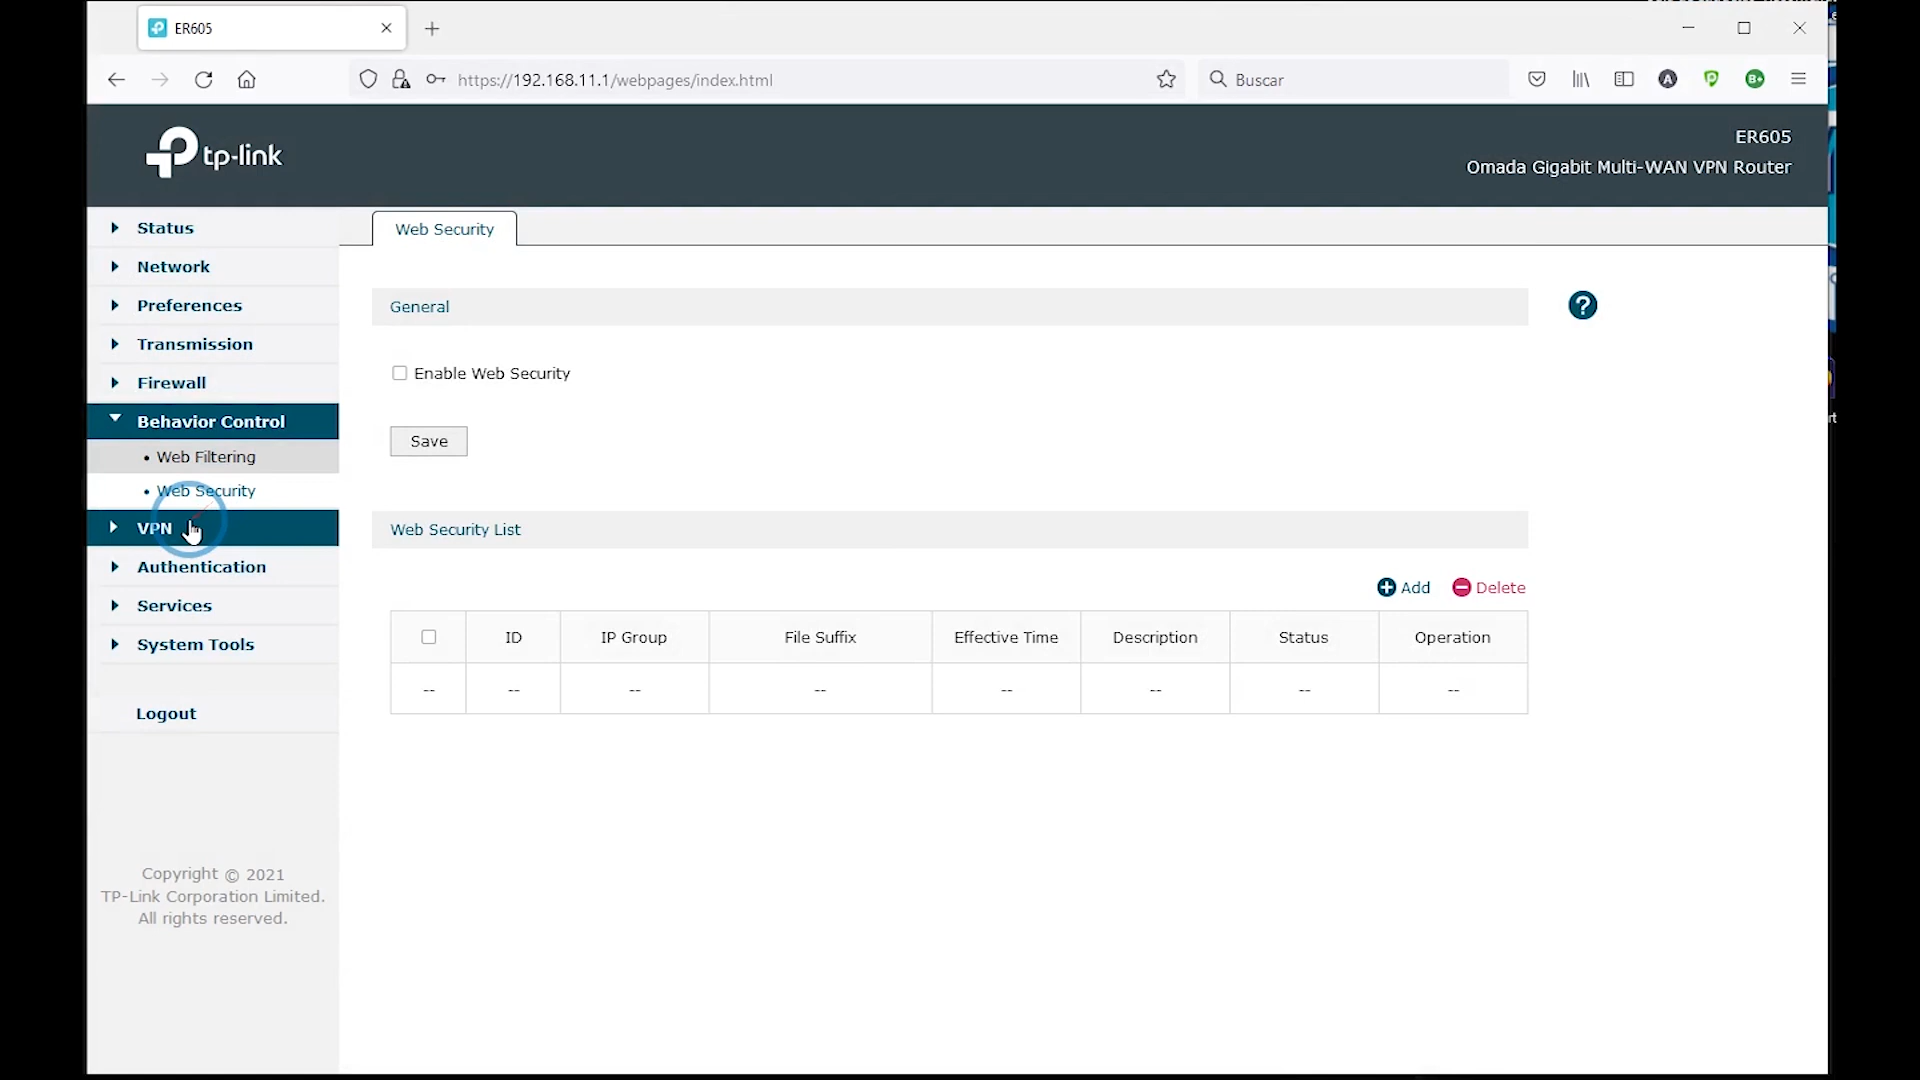 ER605
https://192.168.11.1/webpages/index.html
Buscar
tp-link
ER605
Omada Gigabit Multi-WAN VPN Router
Status
Network
Preferences
Transmission
Firewall
Behavior Control
Web Filtering
Web Security
VPN
Authentication
Services
System Tools
Logout
Copyright © 2021
TP-Link Corporation Limited.
All rights reserved.
Web Security
General
?
Enable Web Security
Save
Web Security List
Add Delete
ID IP Group File Suffix Effective Time Description Status Operation
-- -- -- -- -- -- -- --